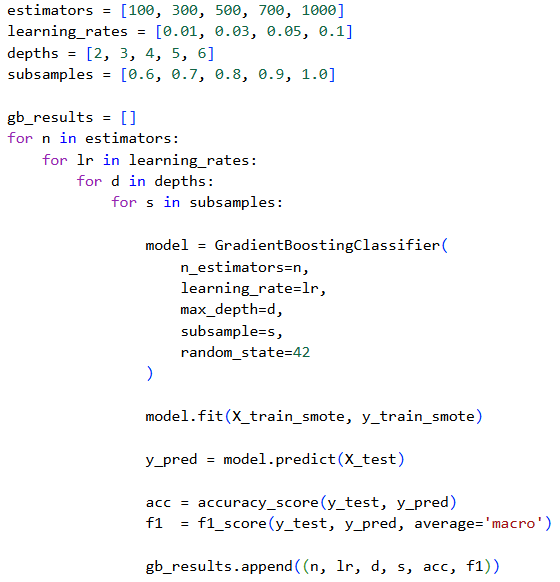 estimators = [100, 300, 500, 700, 1000]
learning_rates = [0.01, 0.03, 0.05, 0.1]
depths = [2, 3, 4, 5, 6]
subsamples = [0.6, 0.7, 0.8, 0.9, 1.0]

gb_results = []
for n in estimators:
    for lr in learning_rates:
        for d in depths:
            for s in subsamples:

                model = GradientBoostingClassifier(
                    n_estimators=n,
                    learning_rate=lr,
                    max_depth=d,
                    subsample=s,
                    random_state=42
                )

                model.fit(X_train_smote, y_train_smote)

                y_pred = model.predict(X_test)

                acc = accuracy_score(y_test, y_pred)
                f1  = f1_score(y_test, y_pred, average='macro')

                gb_results.append((n, lr, d, s, acc, f1))